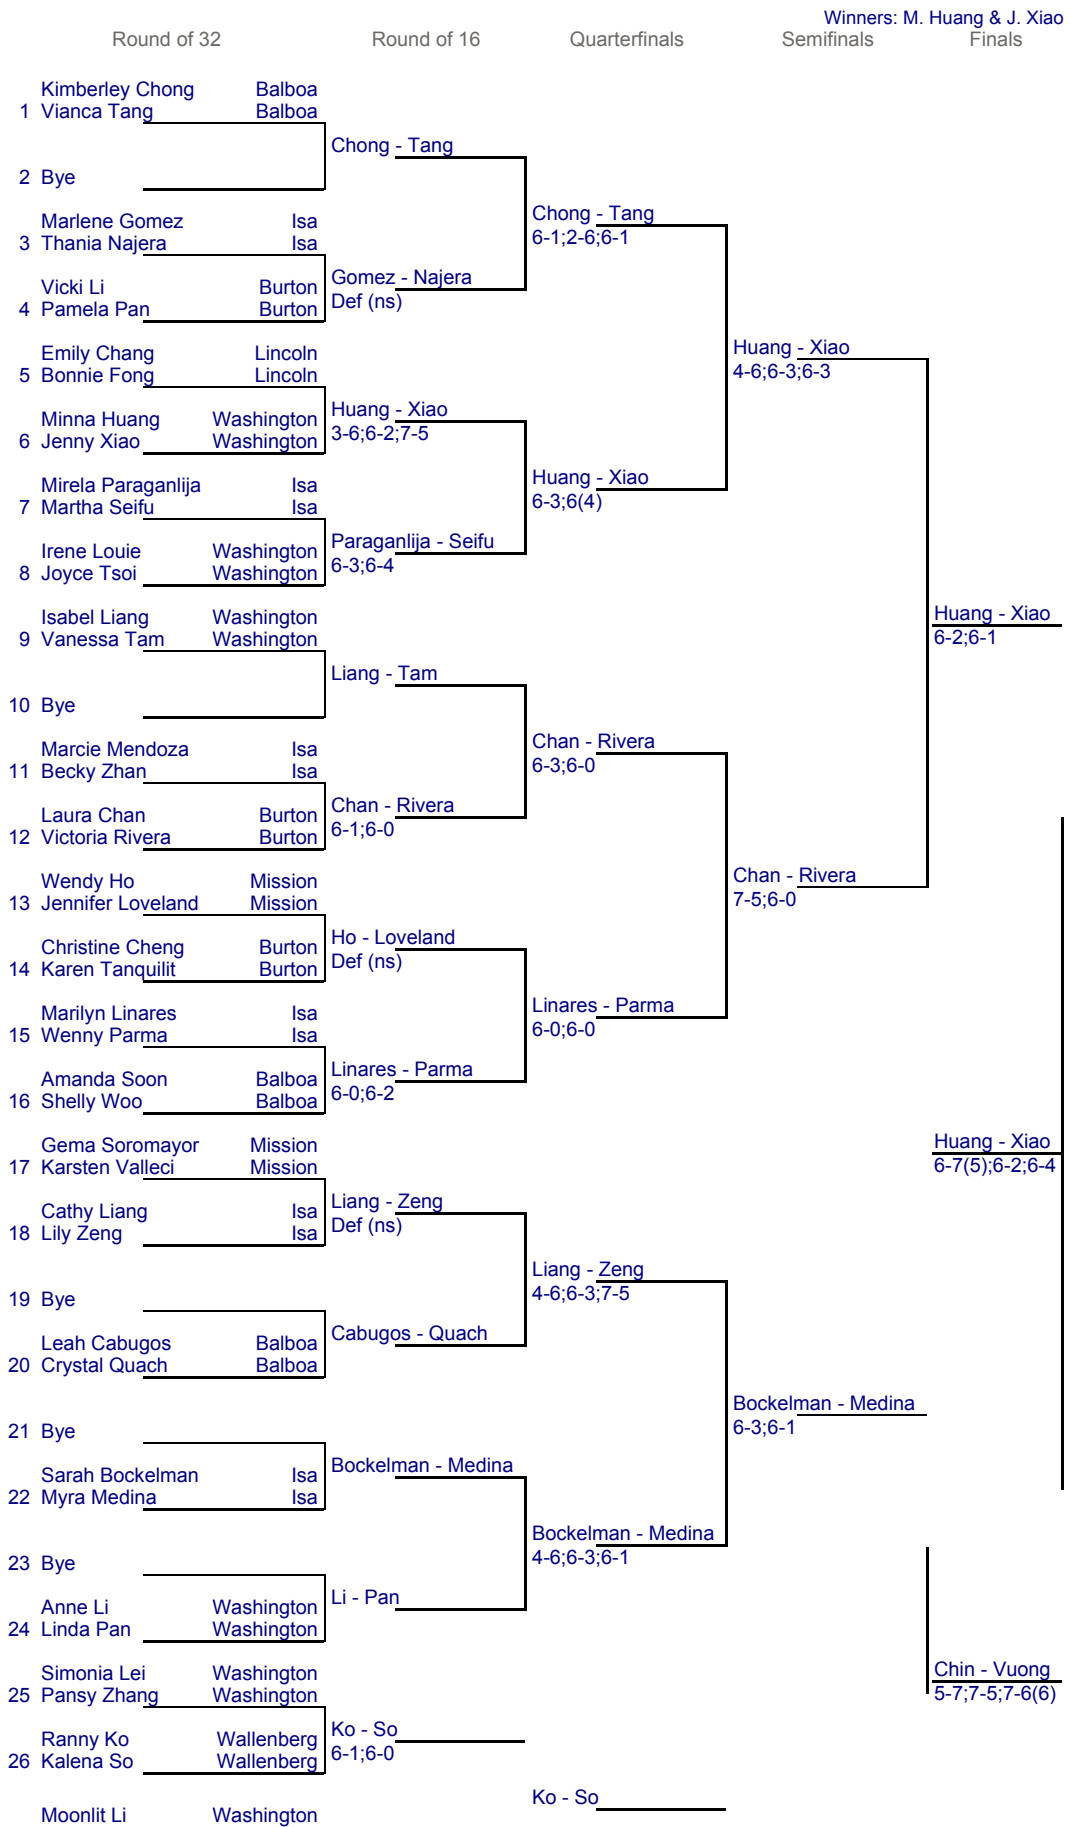 Winners: M. Huang & J. Xiao
Round of 32 Round of 16 Quarterfinals Semifinals Finals
Kimberley Chong Balboa
1 Vianca Tang Balboa
Chong - Tang
2 Bye
Chong - Tang
Marlene Gomez Isa
6-1;2-6;6-1
3 Thania Najera Isa
Gomez - Najera
Vicki Li Burton
Def (ns)
4 Pamela Pan Burton
Huang - Xiao
Emily Chang Lincoln
4-6;6-3;6-3
5 Bonnie Fong Lincoln
Huang - Xiao
Minna Huang Washington
3-6;6-2;7-5
6 Jenny Xiao Washington
Huang - Xiao
Mirela Paraganlija Isa
6-3;6(4)
7 Martha Seifu Isa
Paraganlija - Seifu
Irene Louie Washington
6-3;6-4
8 Joyce Tsoi Washington
Huang - Xiao
Isabel Liang Washington
6-2;6-1
9 Vanessa Tam Washington
Liang - Tam
10 Bye
Chan - Rivera
Marcie Mendoza Isa
6-3;6-0
11 Becky Zhan Isa
Chan - Rivera
Laura Chan Burton
6-1;6-0
12 Victoria Rivera Burton
Chan - Rivera
Wendy Ho Mission
7-5;6-0
13 Jennifer Loveland Mission
Ho - Loveland
Christine Cheng Burton
Def (ns)
14 Karen Tanquilit Burton
Linares - Parma
Marilyn Linares Isa
6-0;6-0
15 Wenny Parma Isa
Linares - Parma
Amanda Soon Balboa
6-0;6-2
16 Shelly Woo Balboa
Huang - Xiao
Gema Soromayor Mission
6-7(5);6-2;6-4
17 Karsten Valleci Mission
Liang - Zeng
Cathy Liang Isa
Def (ns)
18 Lily Zeng Isa
Liang - Zeng
4-6;6-3;7-5
19 Bye
Cabugos - Quach
Leah Cabugos Balboa
20 Crystal Quach Balboa
Bockelman - Medina
6-3;6-1
21 Bye
Bockelman - Medina
Sarah Bockelman Isa
22 Myra Medina Isa
Bockelman - Medina
4-6;6-3;6-1
23 Bye
Li - Pan
Anne Li Washington
24 Linda Pan Washington
Chin - Vuong
Simonia Lei Washington
5-7;7-5;7-6(6)
25 Pansy Zhang Washington
Ko - So
Ranny Ko Wallenberg
6-1;6-0
26 Kalena So Wallenberg
Ko - So
Moonlit Li Washington